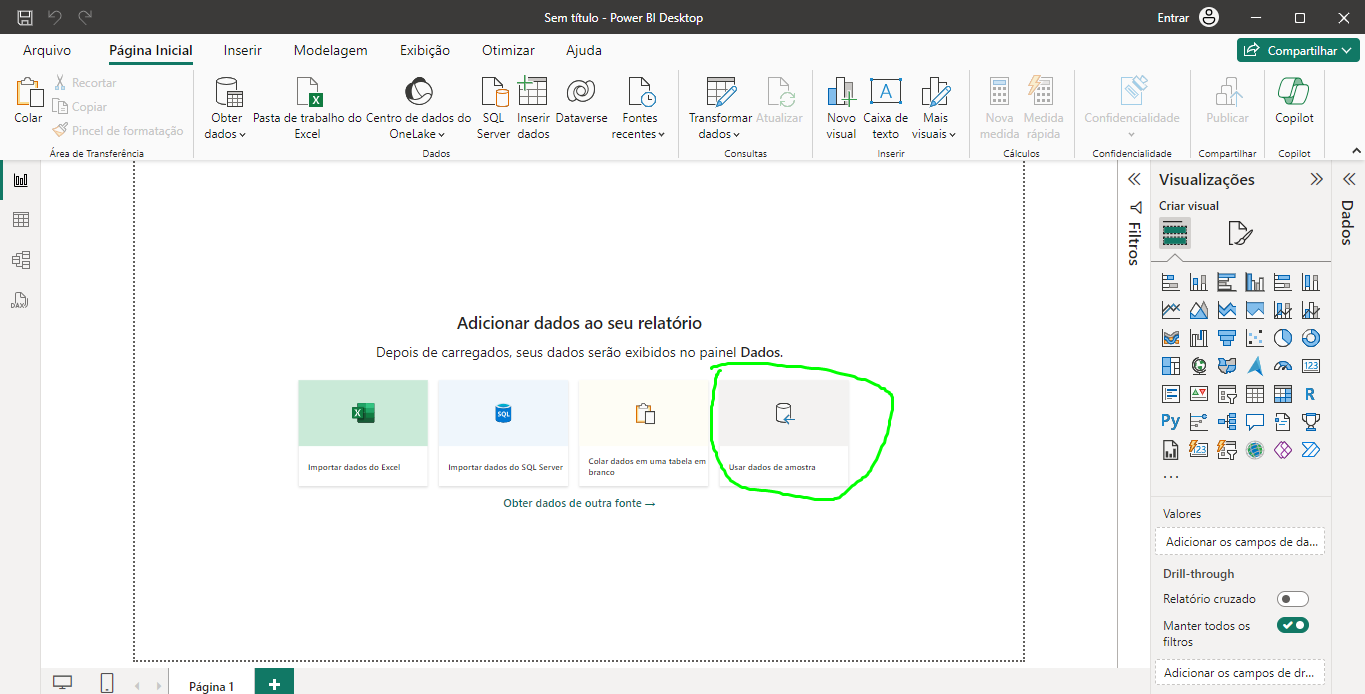 Sem título - Power BI Desktop
Entrar
Arquivo
Página Inicial
Inserir
Modelagem
Exibição
Otimizar
Ajuda
Compartilhar
Colar
Recortar
Copiar
Pincel de formatação
Área de Transferência
Obter
dados
Pasta de trabalho do
Excel
Centro de dados do
OneLake
SQL
Server
Inserir
dados
Dataverse
Fontes
recentes
Dados
Transformar
dados
Atualizar
Consultas
Novo
visual
Caixa de
texto
Mais
visuais
Inserir
Nova
medida
Medida
rápida
Cálculos
Confidencialidade
Confidencialidade
Publicar
Compartilhar
Copilot
Copilot
Adicionar dados ao seu relatório
Depois de carregados, seus dados serão exibidos no painel Dados.
SQL
Importar dados do Excel
Importar dados do SQL Server
Colar dados em uma tabela em
branco
Usar dados de amostra
Obter dados de outra fonte →
Filtros
Visualizações
Criar visual
Dados
123
R
Py
123
...
Valores
Adicionar os campos de da...
Drill-through
Relatório cruzado
Manter todos os
filtros
Adicionar os campos de dr...
DAX
A
Página 1